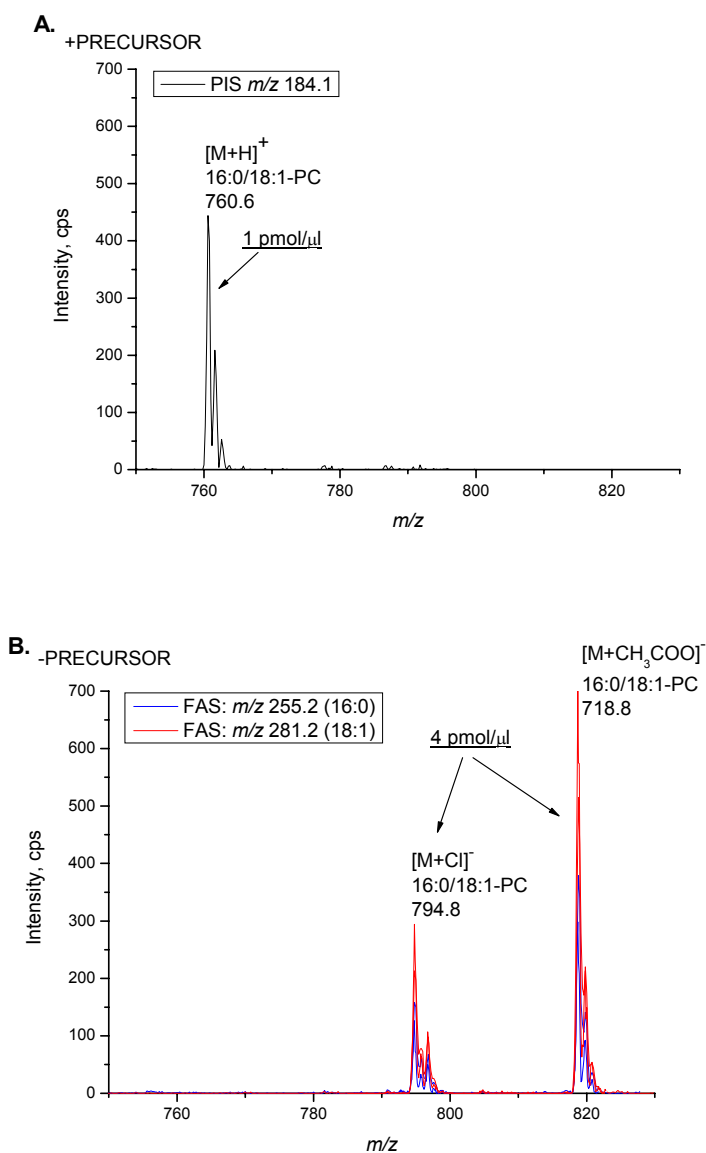 A.
+PRECURSOR
PIS m/z 184.1
[M+H]+
16:0/18:1-PC
760.6
1 pmol/μl
Intensity, cps
700
600
500
400
300
200
100
0
760
780
800
820
m/z
B.
-PRECURSOR
FAS: m/z 255.2 (16:0)
FAS: m/z 281.2 (18:1)
[M+CH3COO]-
16:0/18:1-PC
718.8
4 pmol/μl
[M+Cl]-
16:0/18:1-PC
794.8
Intensity, cps
700
600
500
400
300
200
100
0
760
780
800
820
m/z